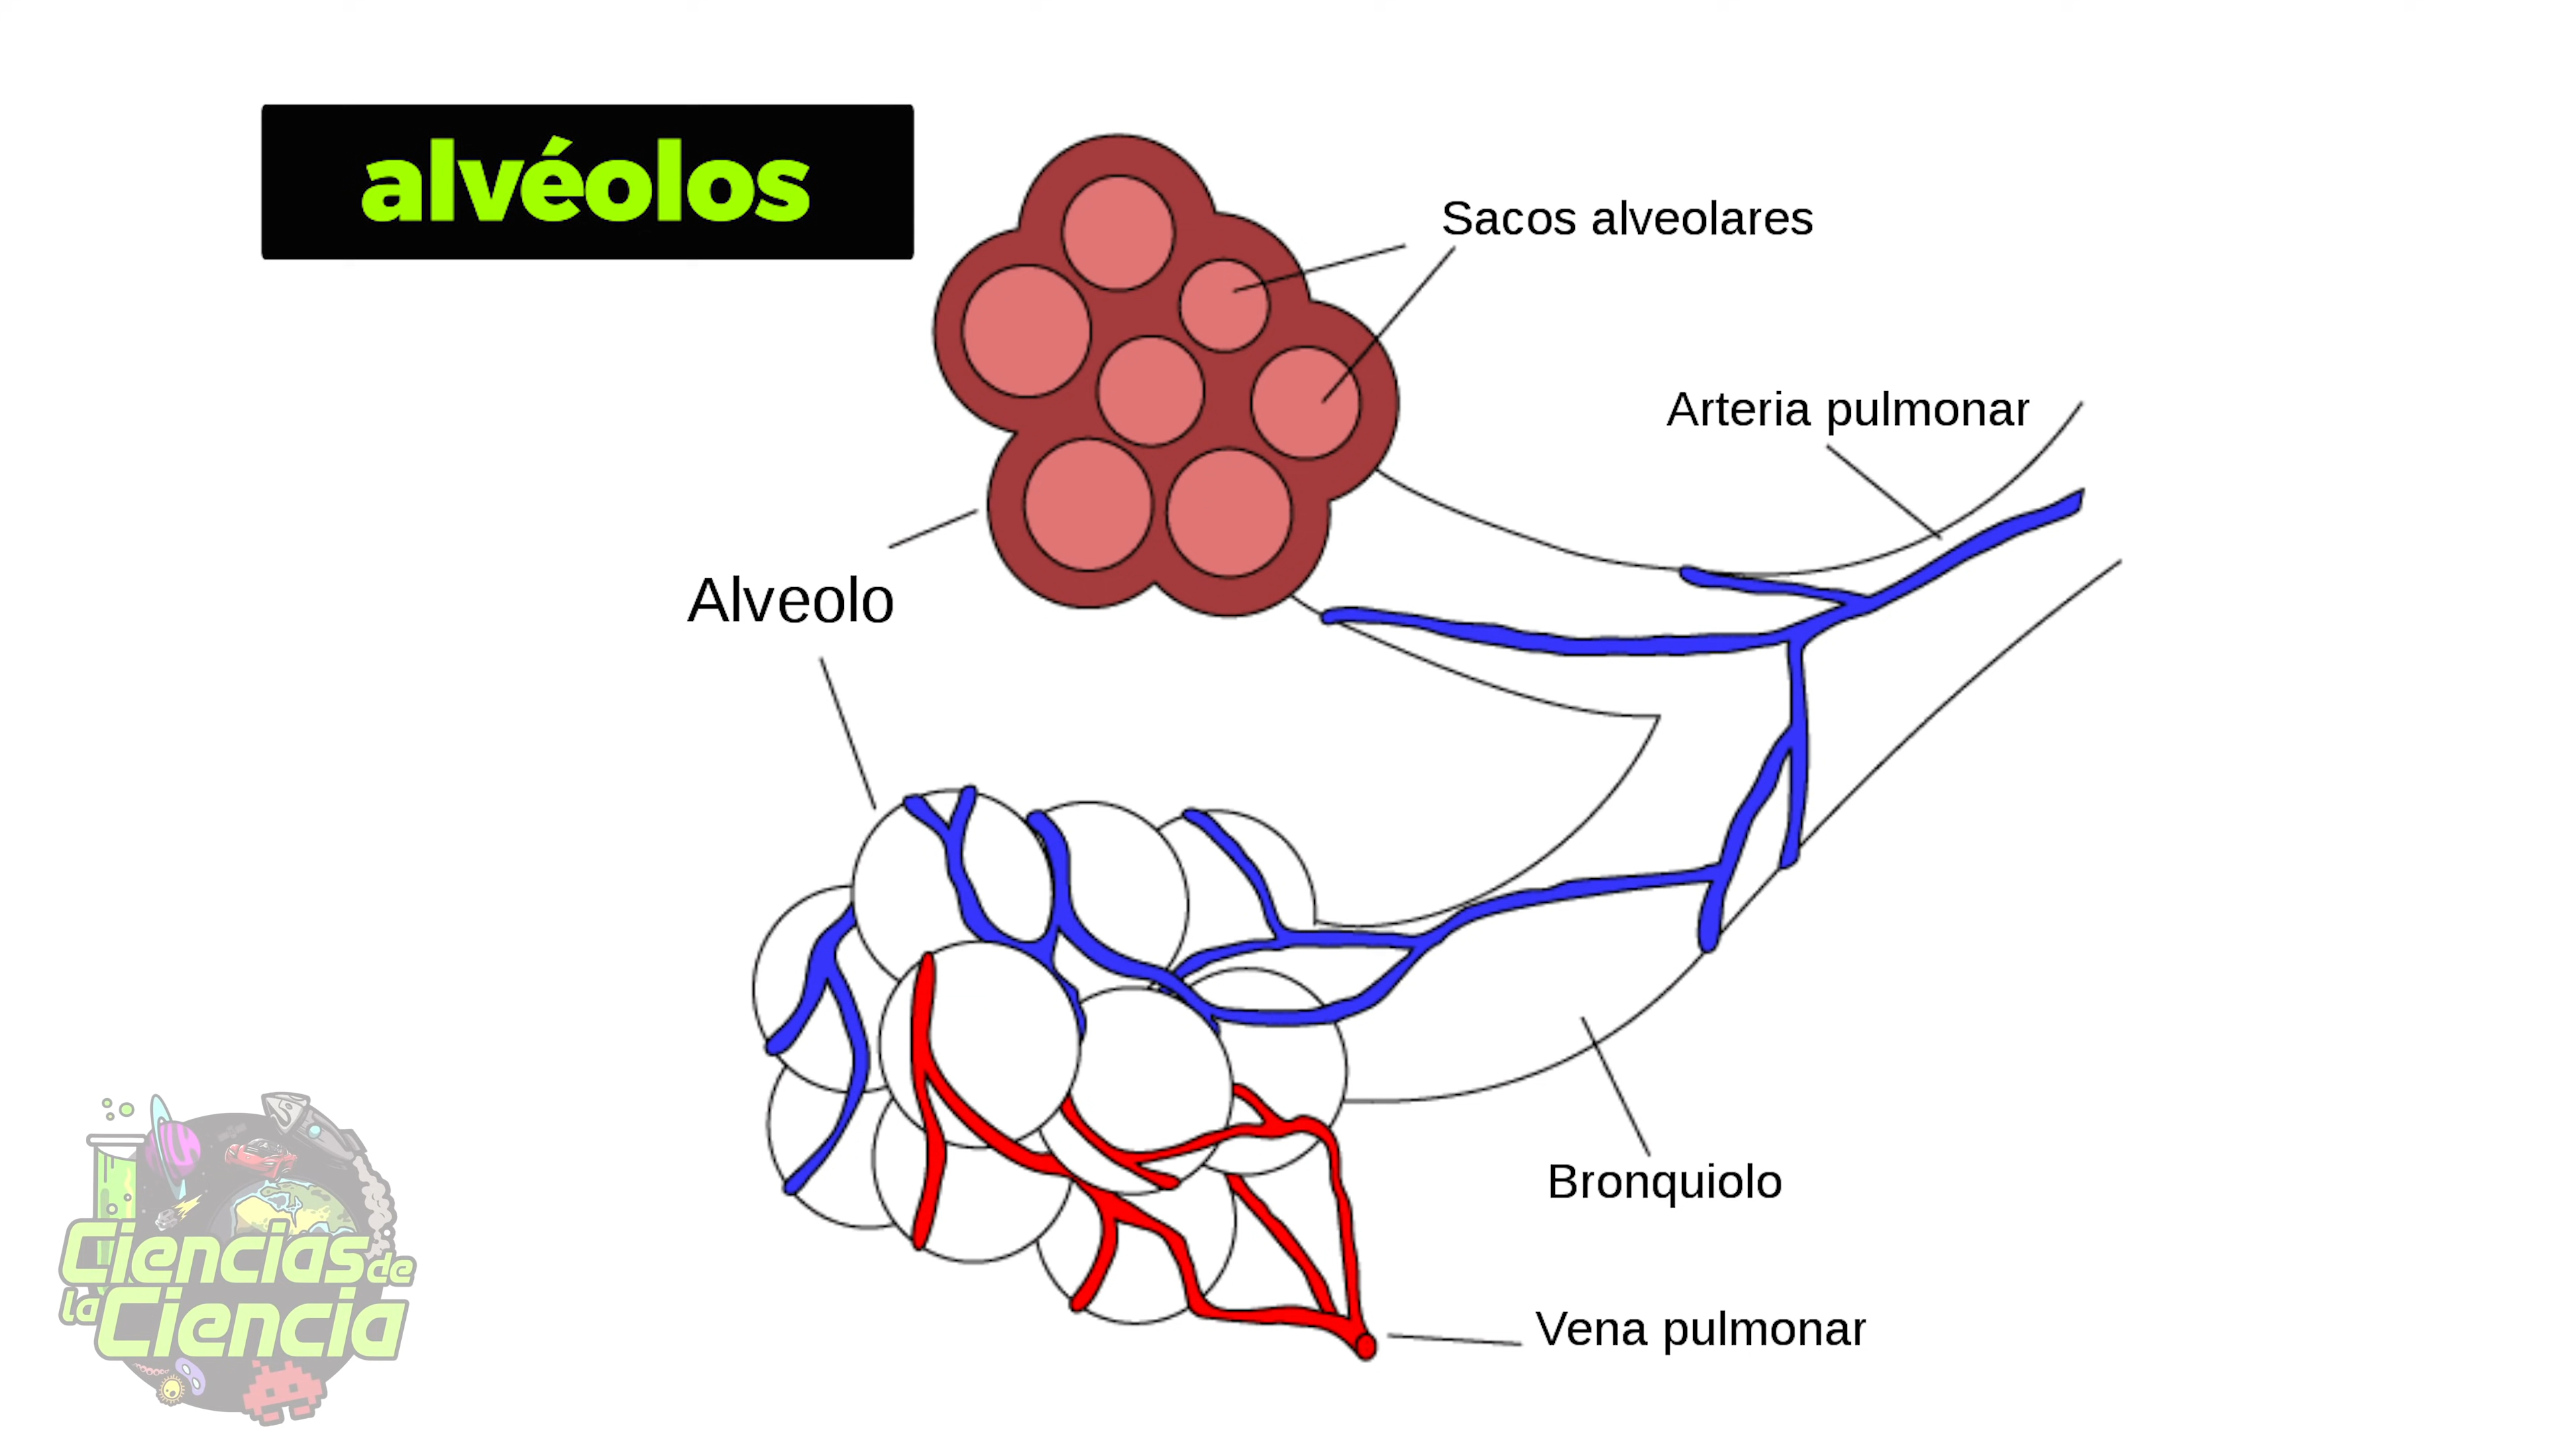 alvéolos
Sacos alveolares
Arteria pulmonar
Alveolo
Bronquiolo
Vena pulmonar
Ciencias de
la Ciencia